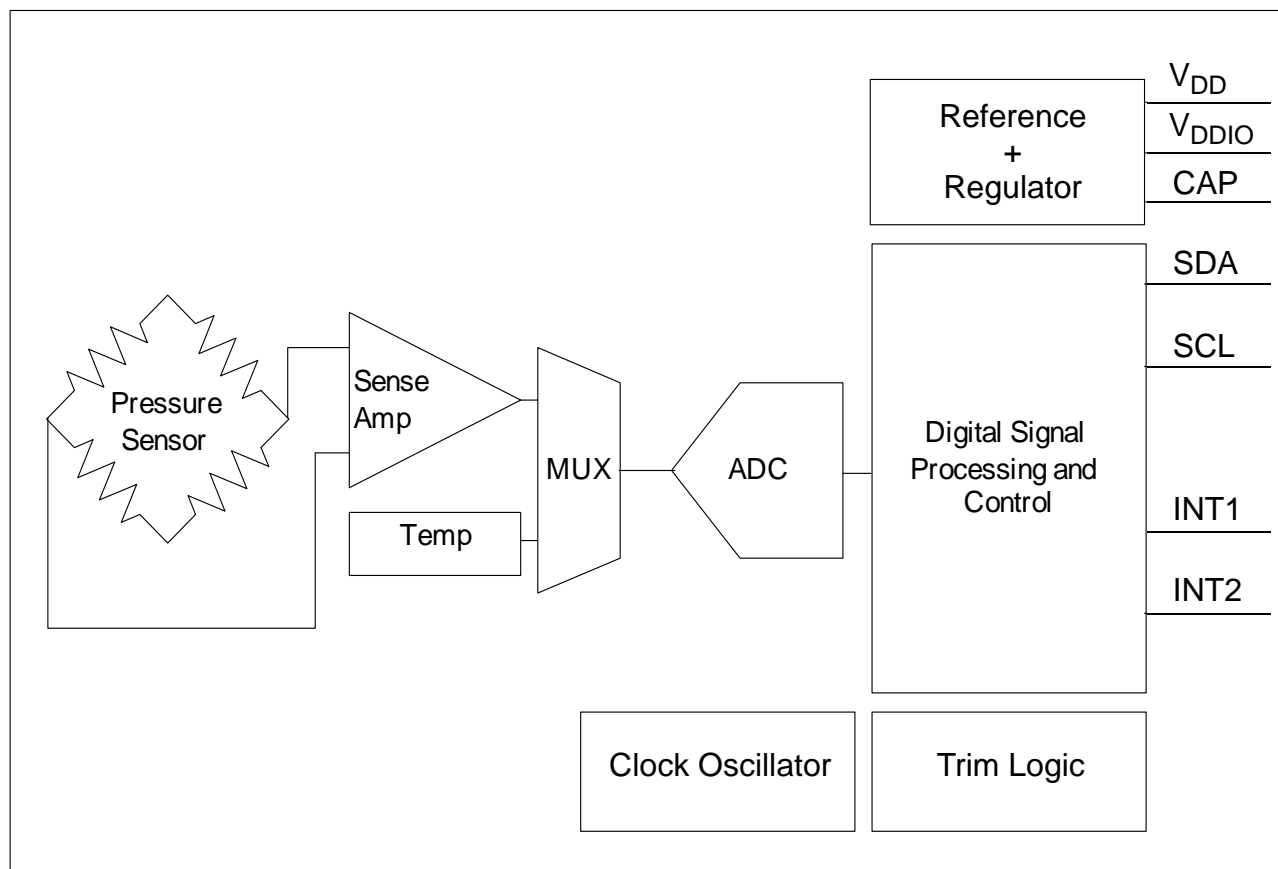 V_DD
Reference
+
Regulator
V_DDIO
CAP
SDA
SCL
Pressure
Sensor
Sense
Amp
MUX
ADC
Digital Signal
Processing and
Control
Temp
INT1
INT2
Clock Oscillator
Trim Logic